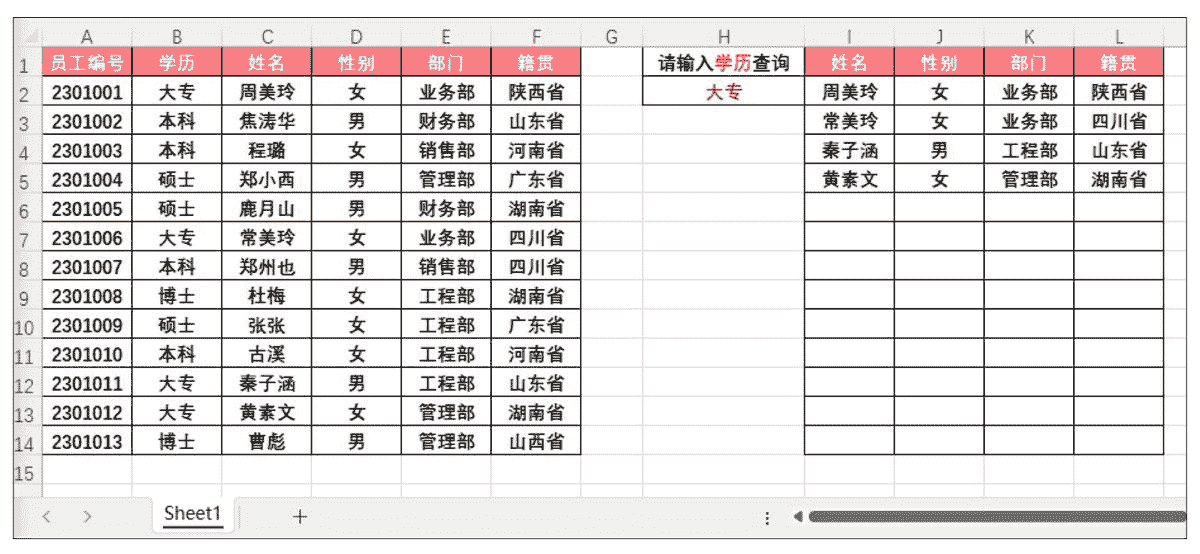 A B C D E F G H I J K L
1 员工编号 学历 姓名 性别 部门 籍贯 请输入学历查询 姓名 性别 部门 籍贯
2 2301001 大专 周美玲 女 业务部 陕西省 大专 周美玲 女 业务部 陕西省
3 2301002 本科 焦涛华 男 财务部 山东省 常美玲 女 业务部 四川省
4 2301003 本科 程璐 女 销售部 河南省 秦子涵 男 工程部 山东省
5 2301004 硕士 郑小西 男 管理部 广东省 黄素文 女 管理部 湖南省
6 2301005 硕士 鹿月山 男 财务部 湖南省
7 2301006 大专 常美玲 女 业务部 四川省
8 2301007 本科 郑州也 男 销售部 四川省
9 2301008 博士 杜梅 女 工程部 湖南省
10 2301009 硕士 张张 女 工程部 广东省
11 2301010 本科 古溪 女 工程部 河南省
12 2301011 大专 秦子涵 男 工程部 山东省
13 2301012 大专 黄素文 女 管理部 湖南省
14 2301013 博士 曹彪 男 管理部 山西省
15
Sheet1